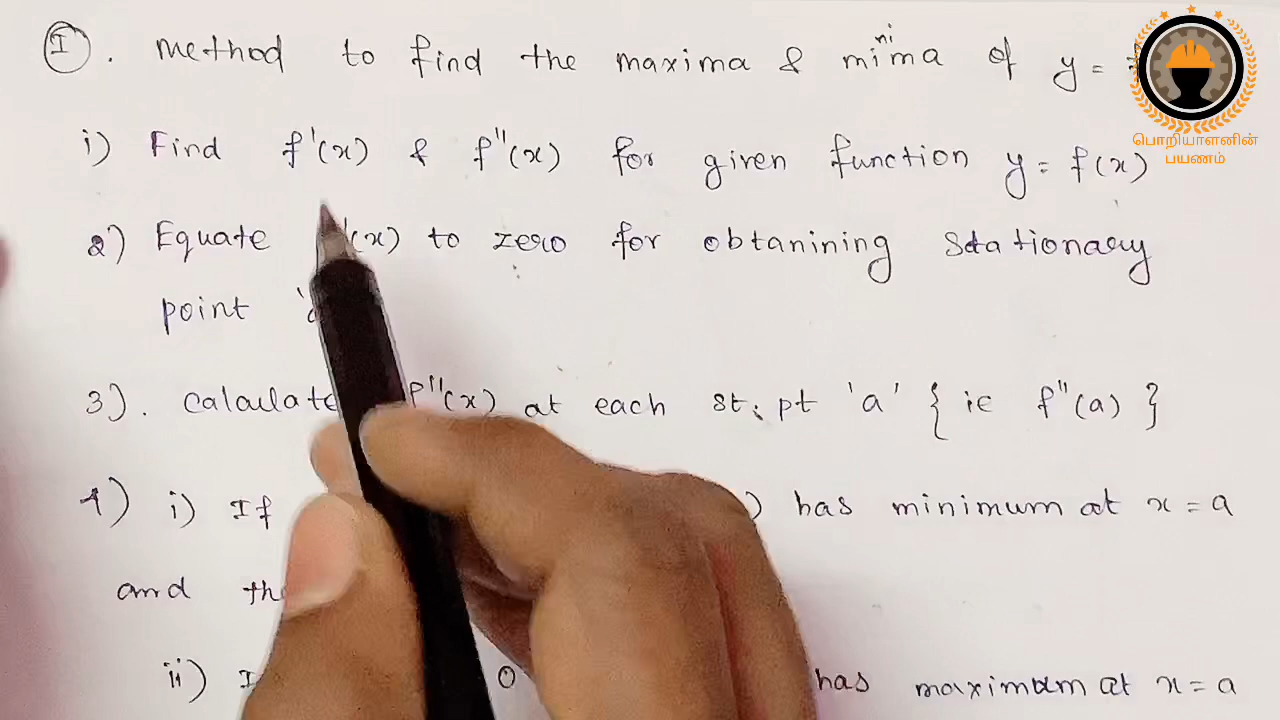 I. method to find the maxima & minima of y =
பொறியாளனின்
பயணம்
i) Find f'(x) & f''(x) for given function y = f(x)
2) Equate '(x) to zero for obtanining Stationary
point
3). calculate f''(x) at each st. pt 'a' { ie f''(a) }
4) i) If ) has minimum at x = a
and
ii) 0 has maximum at x = a